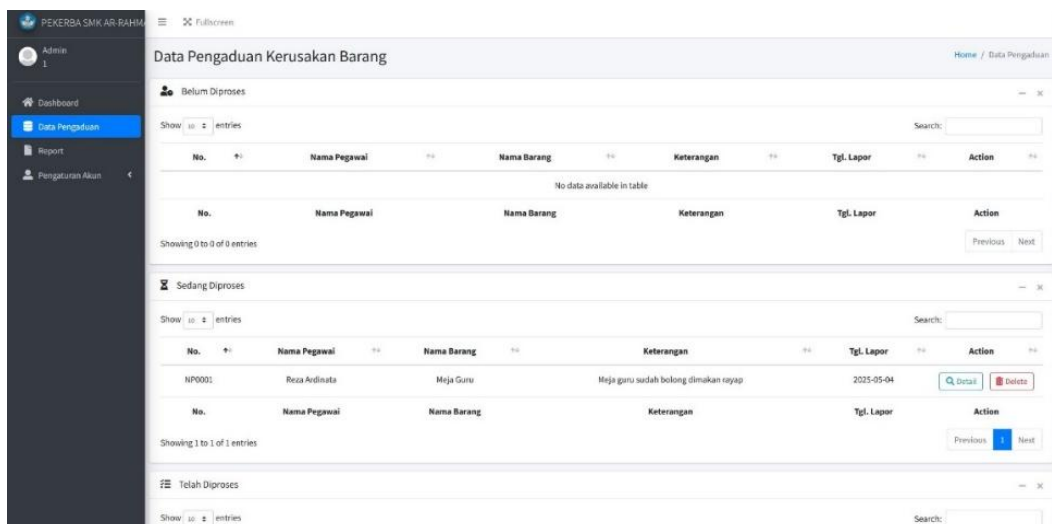 PEKERBA SMK AR-RAHM
Fullscreen
Admin
1
Data Pengaduan Kerusakan Barang
Home / Data Pengaduan
Dashboard
Data Pengaduan
Report
Pengaturan Akun
Belum Diproses
Show 10 entries
Search:
No. Nama Pegawai Nama Barang Keterangan Tgl. Lapor Action
No data available in table
No. Nama Pegawai Nama Barang Keterangan Tgl. Lapor Action
Showing 0 to 0 of 0 entries
Previous Next
Sedang Diproses
Show 10 entries
Search:
No. Nama Pegawai Nama Barang Keterangan Tgl. Lapor Action
NP0001 Reza Ardinata Meja Guru Meja guru sudah bolong dimakan rayap 2025-05-04 Detail Delete
No. Nama Pegawai Nama Barang Keterangan Tgl. Lapor Action
Showing 1 to 1 of 1 entries
Previous 1 Next
Telah Diproses
Show 10 entries
Search: